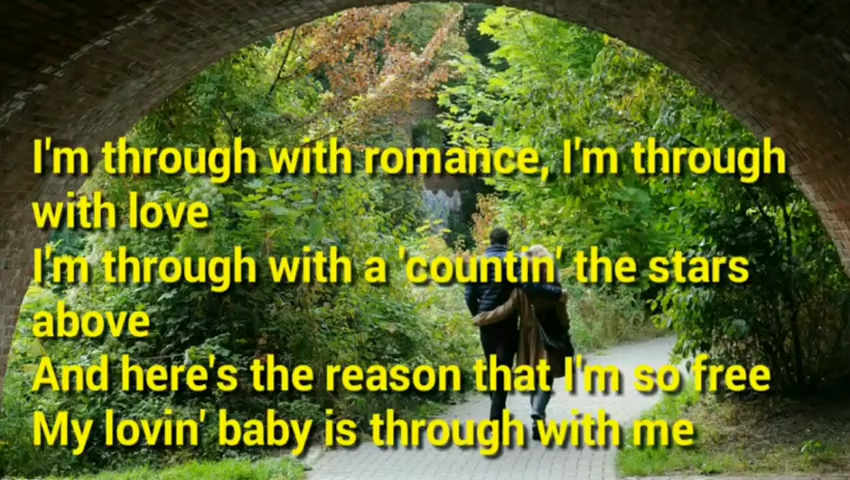 I'm through with romance, I'm through
with love
I'm through with a 'countin' the stars
above
And here's the reason that I'm so free
My lovin' baby is through with me